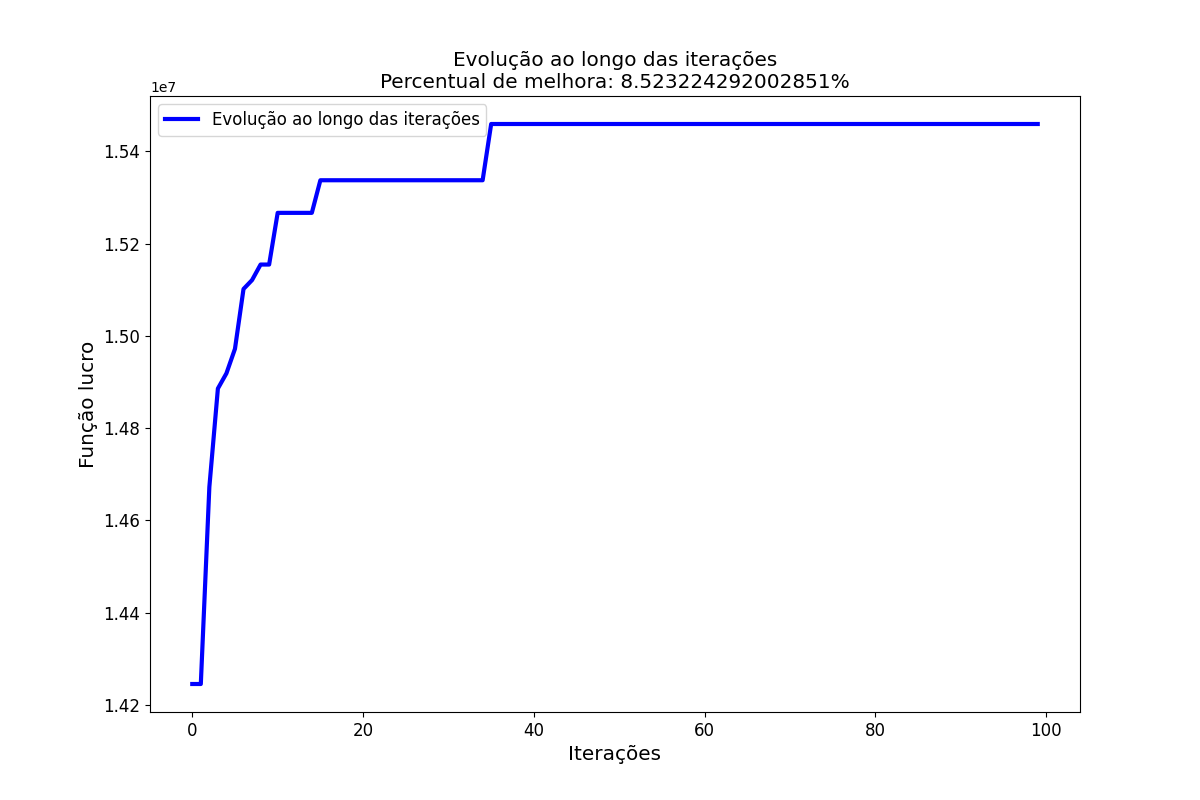 Evolução ao longo das iterações
Percentual de melhora: 8.523224292002851%
1e7
Evolução ao longo das iterações
1.54
1.52
1.50
1.48
1.46
1.44
1.42
Função lucro
0 20 40 60 80 100
Iterações